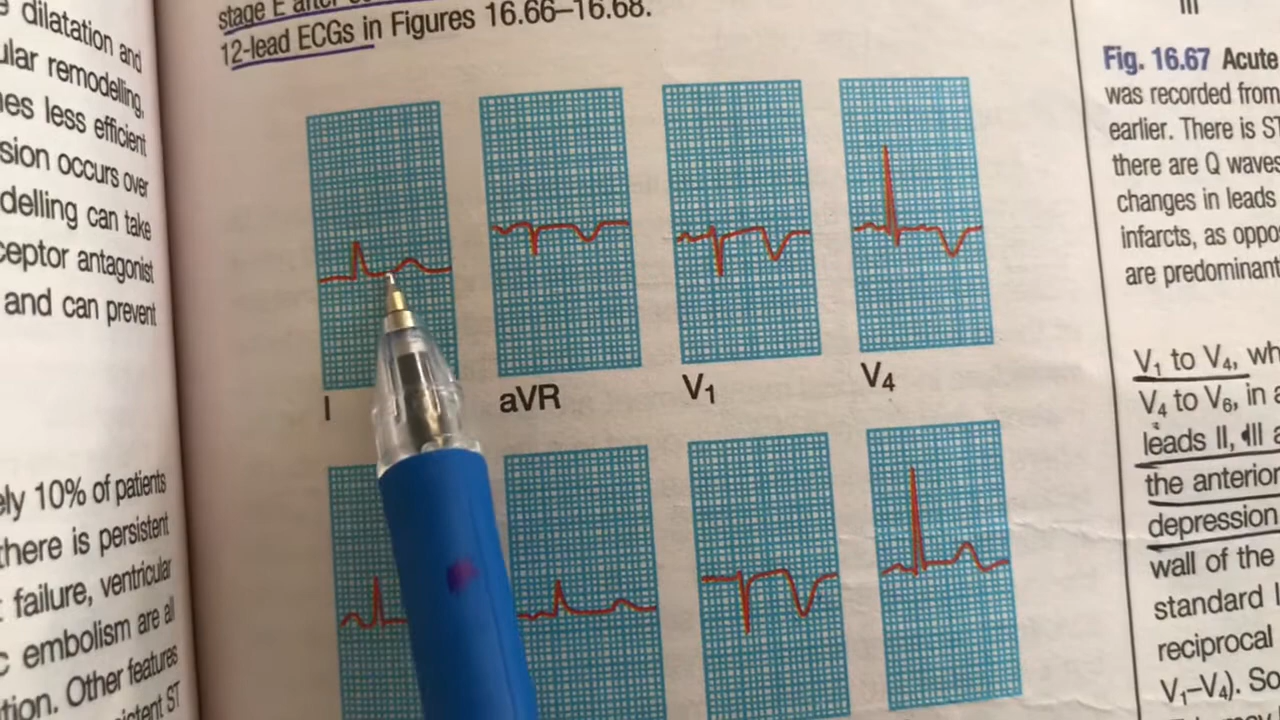 dilatation and
ular remodelling,
less efficient
sion occurs over
delling can take
ceptor antagonist
and can prevent
ely 10% of patients
there is persistent
failure, ventricular
embolism are all
tion. Other features
sistent ST
stage E after
12-lead ECGs in Figures 16.66–16.68.
I
aVR
V1
V4
III
Fig. 16.67 Acute
was recorded from
earlier. There is ST
there are Q waves
changes in leads
infarcts, as oppo
are predominant
V1 to V4, wh
V4 to V6, in a
leads II, III a
the anterior
depression
wall of the
standard I
reciprocal
V1–V4). So